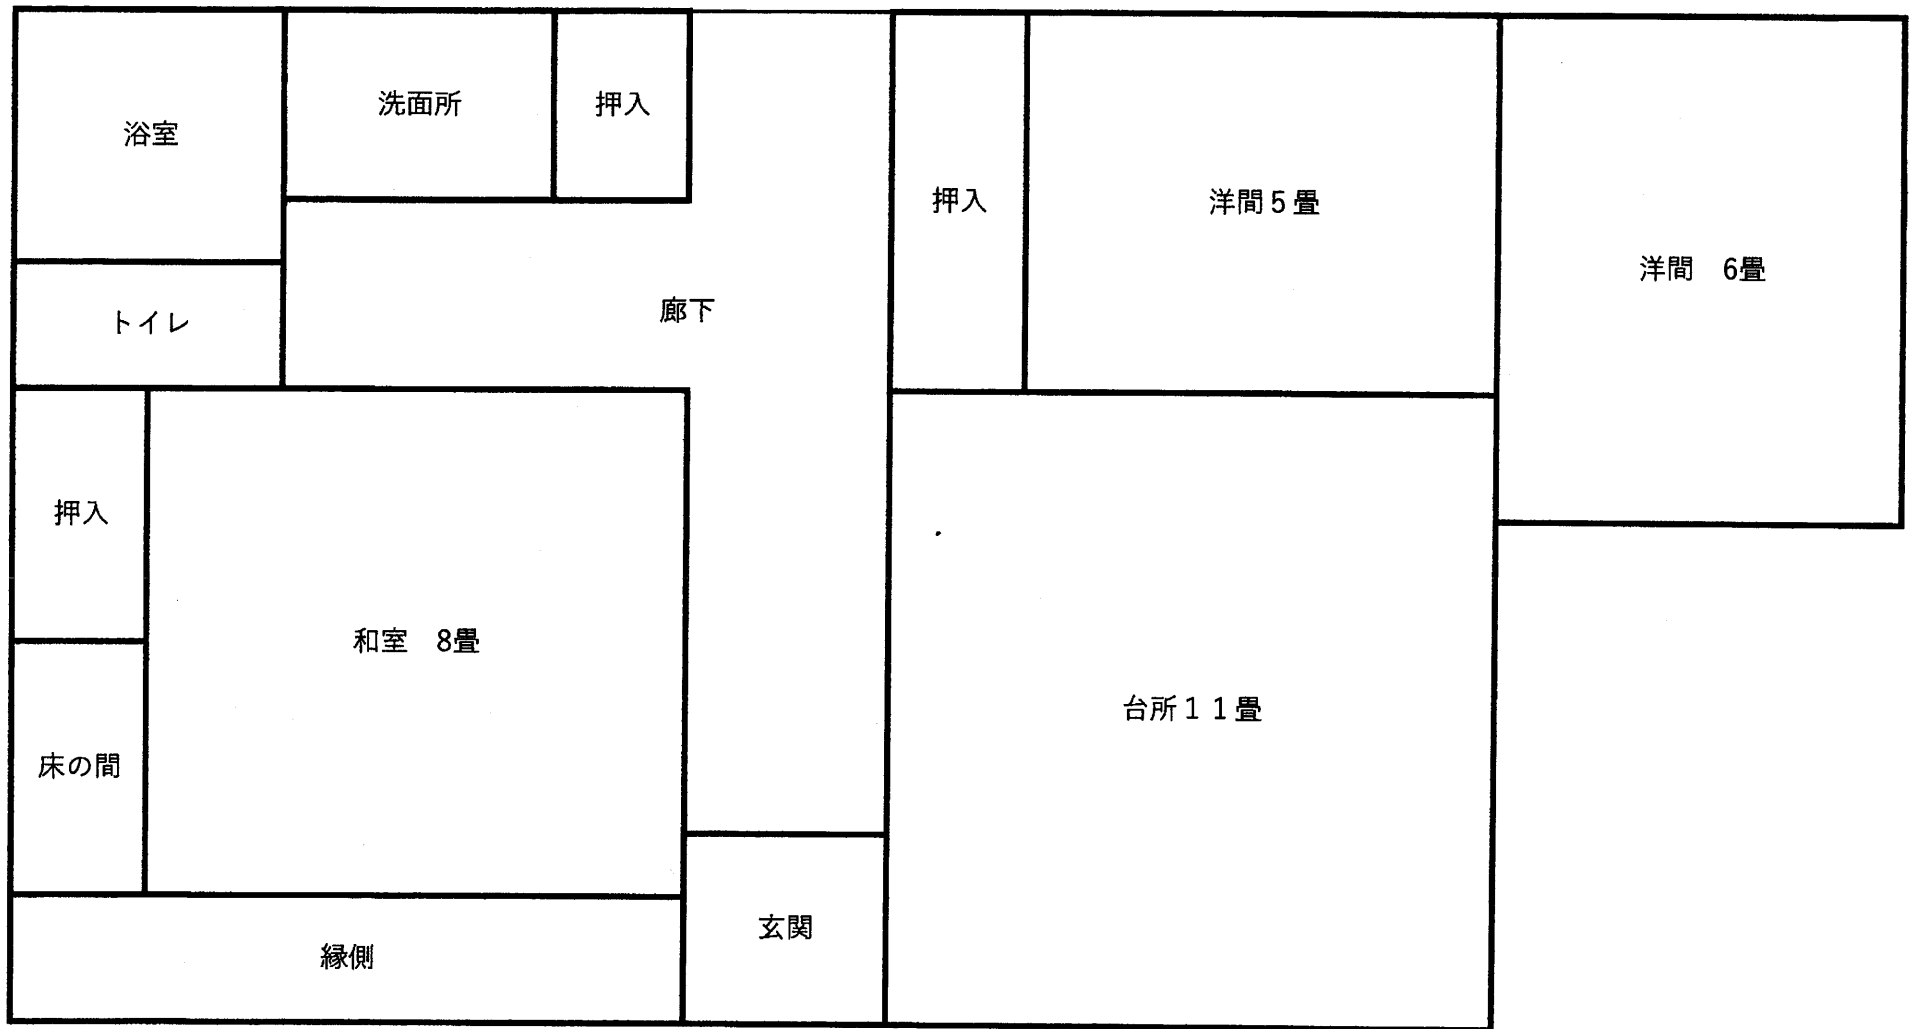 浴室
洗面所
押入
押入
洋間５畳
洋間　6畳
トイレ
廊下
押入
和室　8畳
台所１１畳
床の間
玄関
縁側